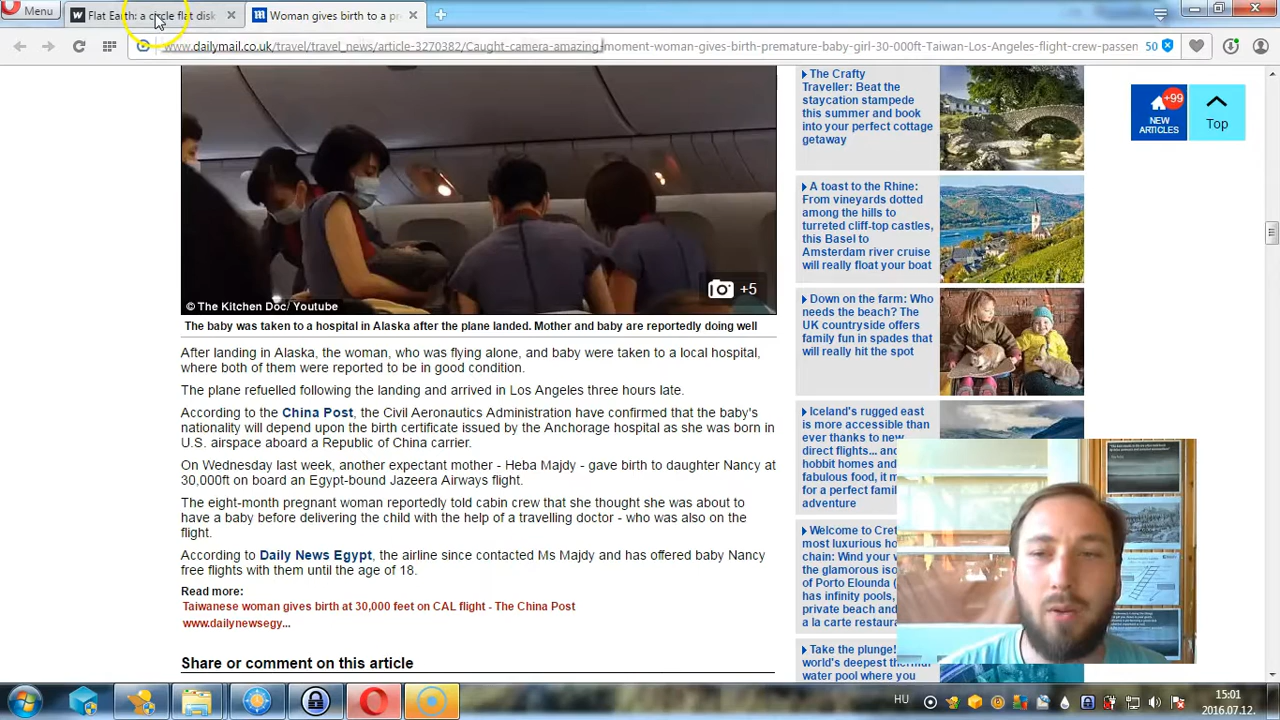 Menu
Flat Earth: a circle flat disk
Woman gives birth to a pr
www.dailymail.co.uk/travel/travel_news/article-3270382/Caught-camera-amazing-moment-woman-gives-birth-premature-baby-girl-30-000ft-Taiwan-Los-Angeles-flight-crew-passen
50
© The Kitchen Doc/ Youtube
+5
The baby was taken to a hospital in Alaska after the plane landed. Mother and baby are reportedly doing well
After landing in Alaska, the woman, who was flying alone, and baby were taken to a local hospital,
where both of them were reported to be in good condition.
The plane refuelled following the landing and arrived in Los Angeles three hours late.
According to the China Post, the Civil Aeronautics Administration have confirmed that the baby's
nationality will depend upon the birth certificate issued by the Anchorage hospital as she was born in
U.S. airspace aboard a Republic of China carrier.
On Wednesday last week, another expectant mother - Heba Majdy - gave birth to daughter Nancy at
30,000ft on board an Egypt-bound Jazeera Airways flight.
The eight-month pregnant woman reportedly told cabin crew that she thought she was about to
have a baby before delivering the child with the help of a travelling doctor - who was also on the
flight.
According to Daily News Egypt, the airline since contacted Ms Majdy and has offered baby Nancy
free flights with them until the age of 18.
Read more:
Taiwanese woman gives birth at 30,000 feet on CAL flight - The China Post
www.dailynewsegy...
Share or comment on this article
The Crafty
Traveller: Beat the
staycation stampede
this summer and book
into your perfect cottage
getaway
A toast to the Rhine:
From vineyards dotted
among the hills to
turreted cliff-top castles,
this Basel to
Amsterdam river cruise
will really float your boat
Down on the farm: Who
needs the beach? The
UK countryside offers
family fun in spades that
will really hit the spot
Iceland's rugged east
is more accessible than
ever thanks to new
direct flights... and
hobbit homes and
fabulous food, it m
for a perfect famil
adventure
Welcome to Cret
most luxurious ho
chain: Wind your w
the glamorous iso
of Porto Elounda (
has infinity pools,
private beach and
a la carte restaura
Take the plunge!
world's deepest therma
water pool where you
+99
NEW
ARTICLES
Top
HU
15:01
2016.07.12.